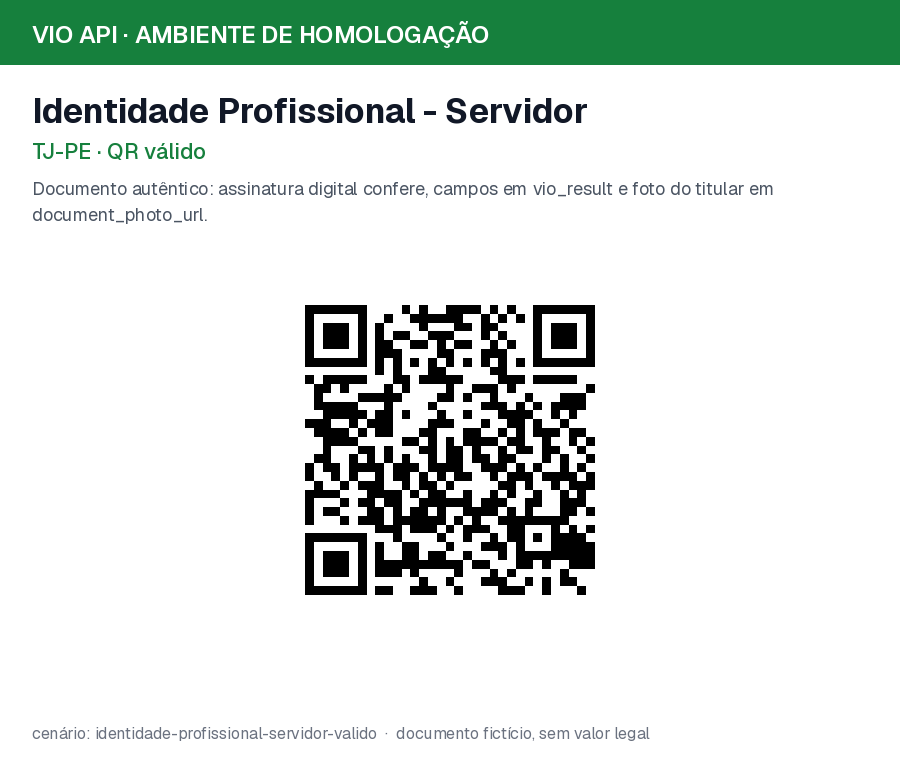 VIO API · AMBIENTE DE HOMOLOGAÇÃO
Identidade Profissional - Servidor
TJ-PE · QR válido
Documento autêntico: assinatura digital confere, campos em vio_result e foto do titular em
document_photo_url.
cenário: identidade-profissional-servidor-valido · documento fictício, sem valor legal